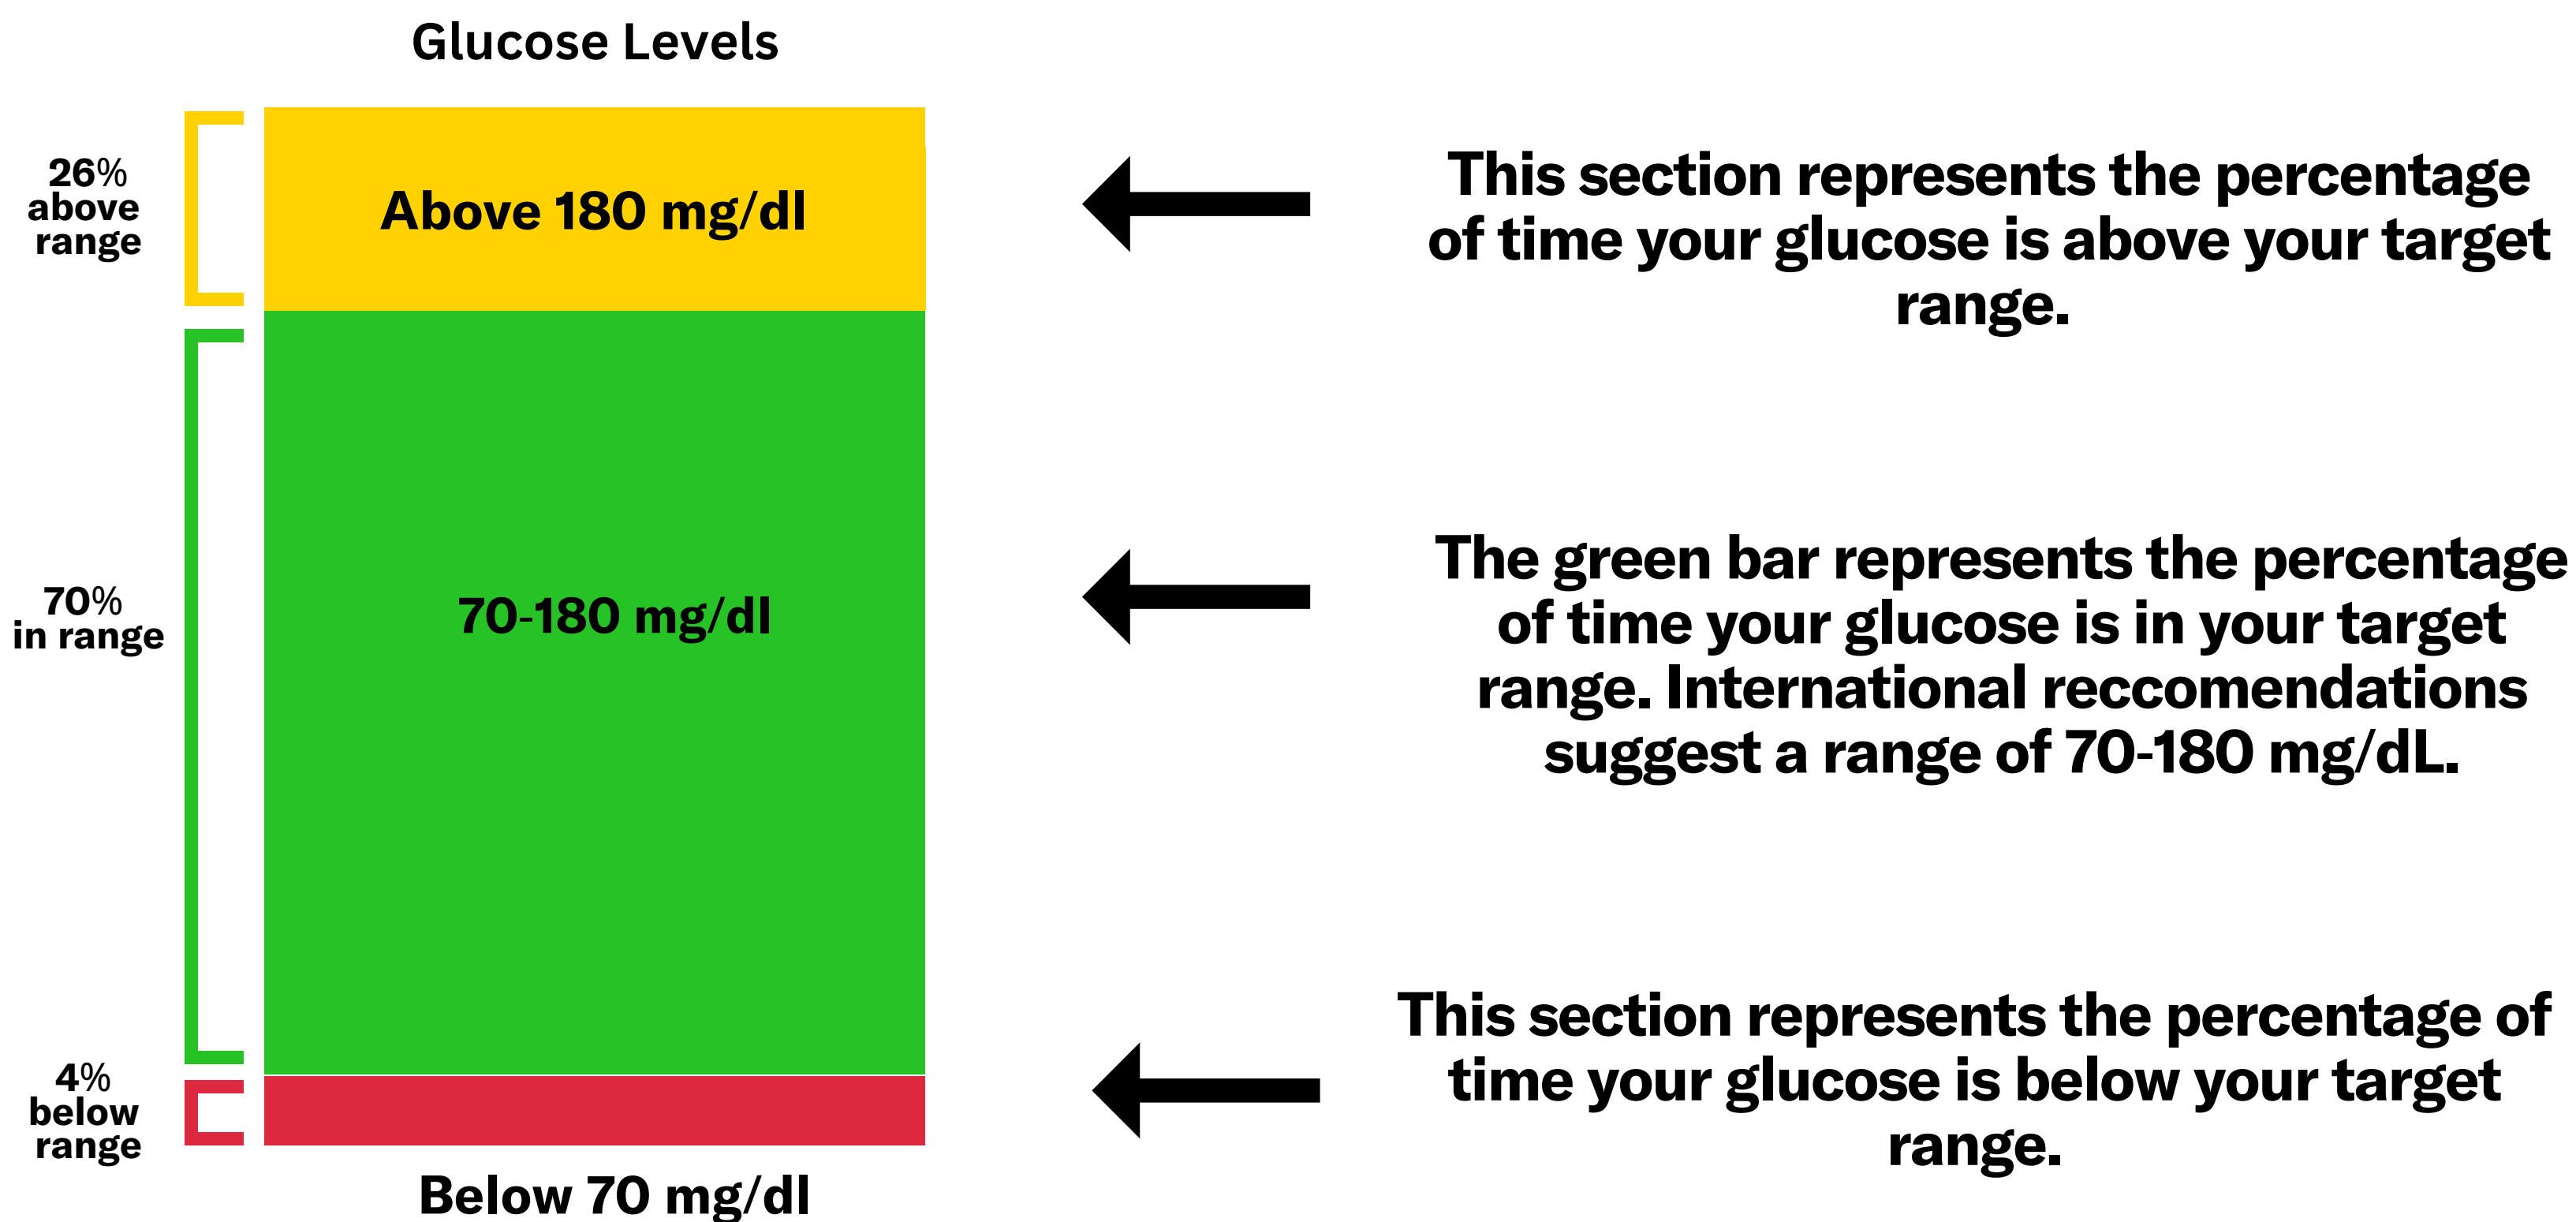 Glucose Levels
26%
above
range
Above 180 mg/dl
This section represents the percentage
of time your glucose is above your target
range.
70%
in range
70-180 mg/dl
The green bar represents the percentage
of time your glucose is in your target
range. International reccomendations
suggest a range of 70-180 mg/dL.
4%
below
range
Below 70 mg/dl
This section represents the percentage of
time your glucose is below your target
range.